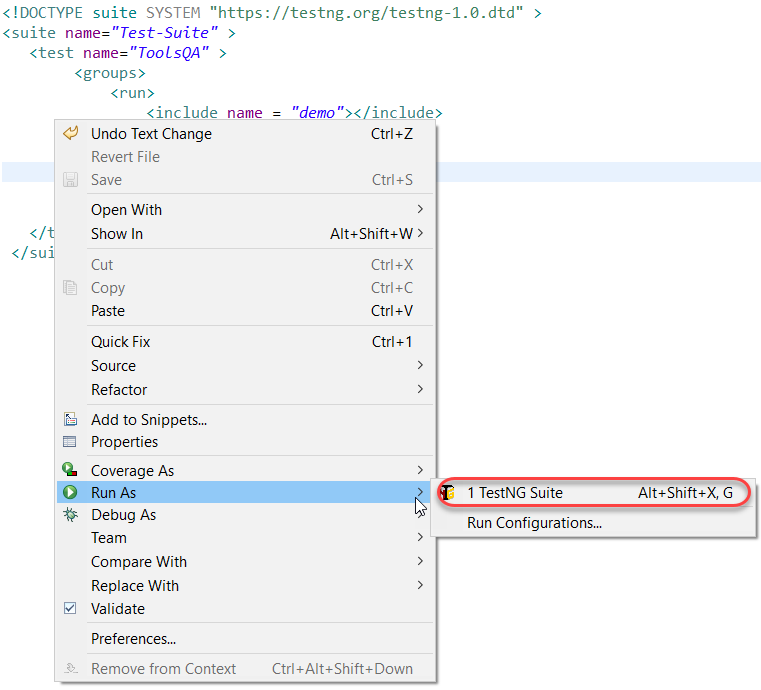 <!DOCTYPE suite SYSTEM "https://testng.org/testng-1.0.dtd" >
<suite name="Test-Suite" >
<test name="ToolsQA" >
<groups>
<run>
<include name = "demo"></include>
</t
</sui
Undo Text Change Ctrl+Z
Revert File
Save Ctrl+S
Open With
Show In Alt+Shift+W
Cut Ctrl+X
Copy Ctrl+C
Paste Ctrl+V
Quick Fix Ctrl+1
Source
Refactor
Add to Snippets...
Properties
Coverage As
Run As
1 TestNG Suite Alt+Shift+X, G
Debug As
Run Configurations...
Team
Compare With
Replace With
Validate
Preferences...
Remove from Context Ctrl+Alt+Shift+Down